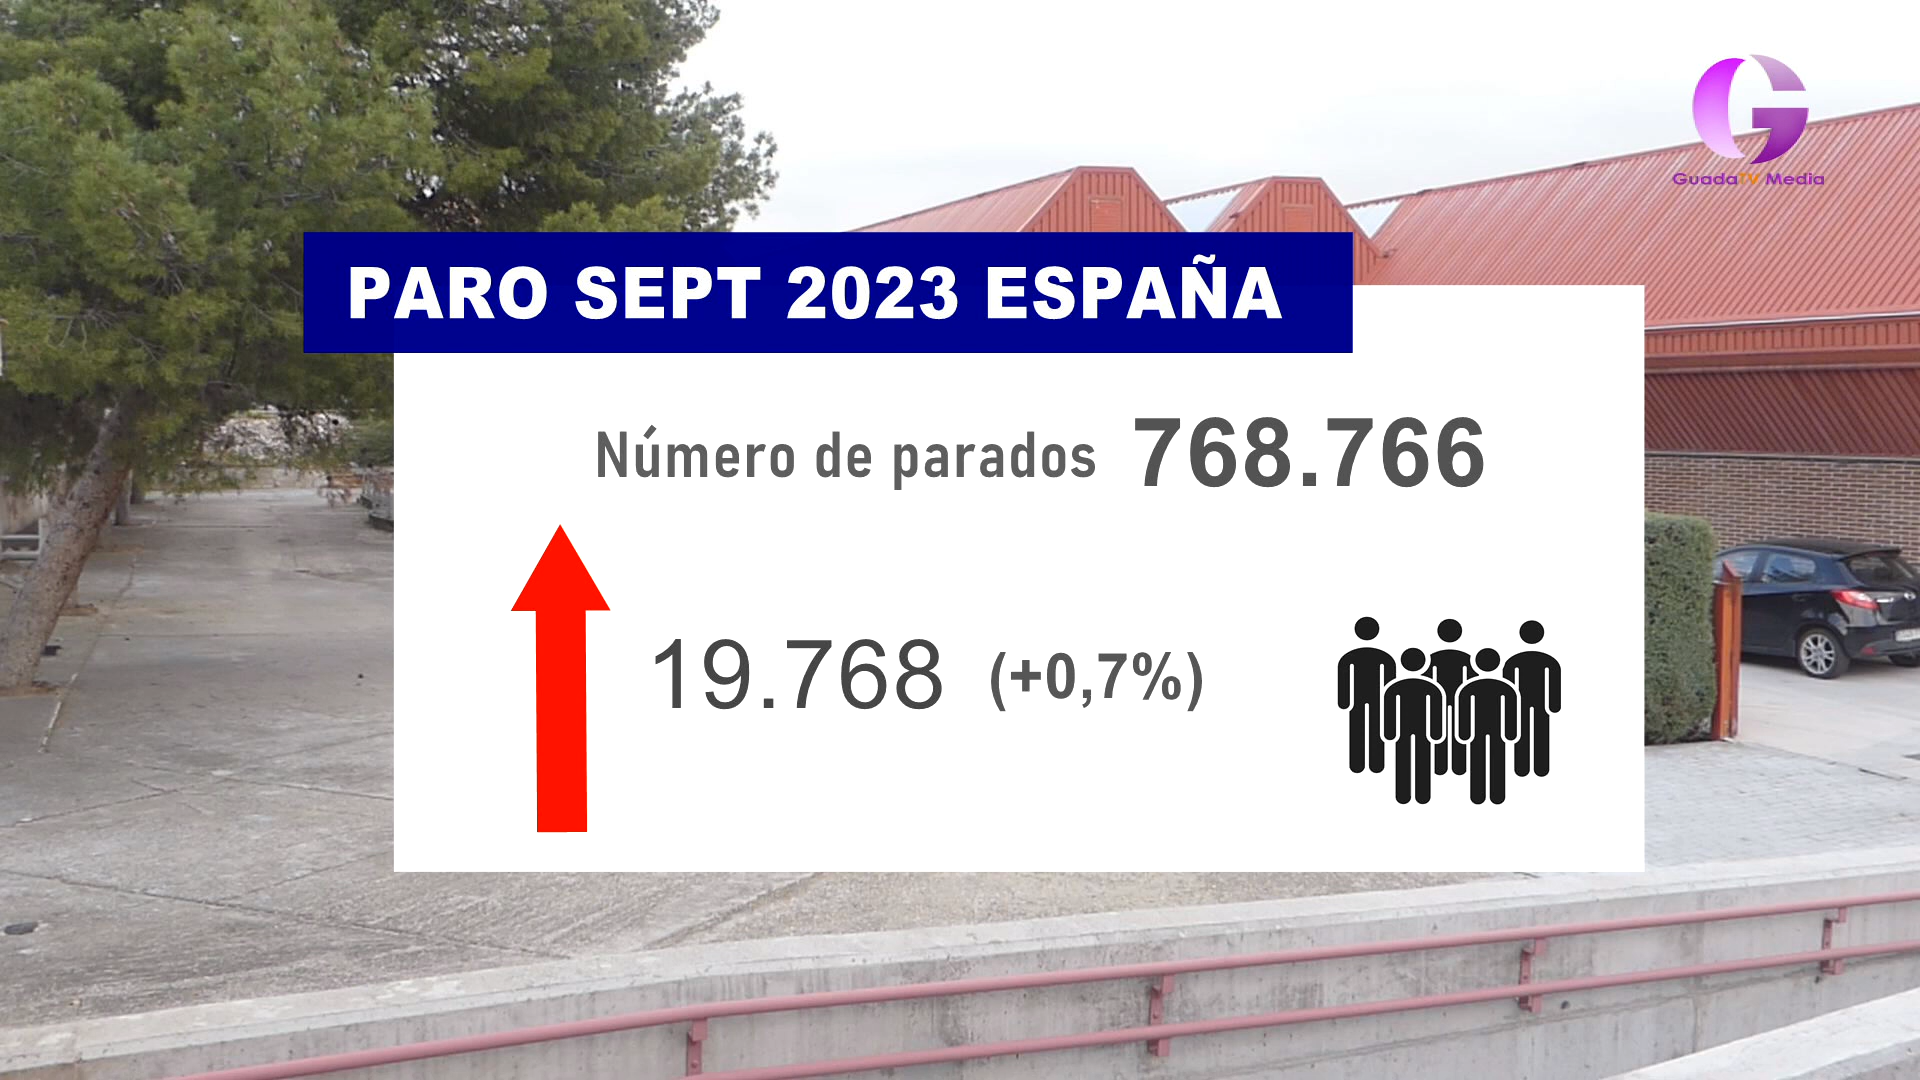 GuadaTV Media
PARO SEPT 2023 ESPAÑA
Número de parados 768.766
19.768 (+0,7%)